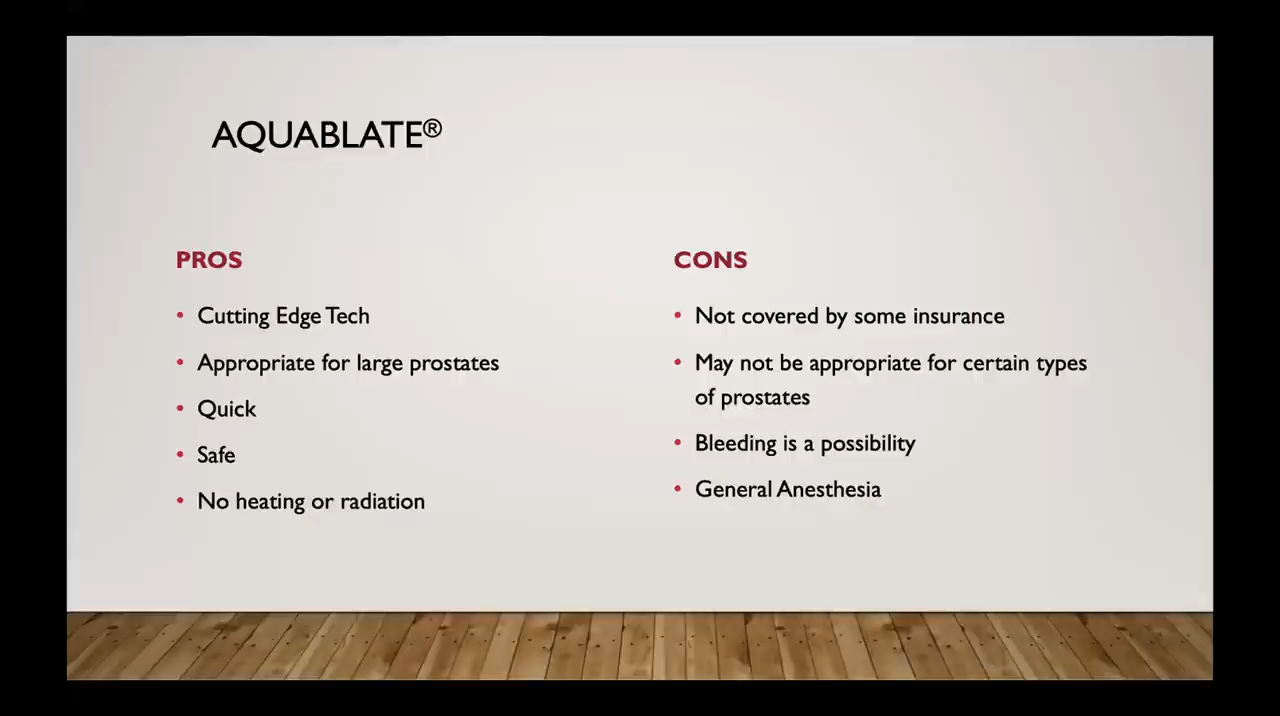 AQUABLATE®
PROS
• Cutting Edge Tech
• Appropriate for large prostates
• Quick
• Safe
• No heating or radiation
CONS
• Not covered by some insurance
• May not be appropriate for certain types
of prostates
• Bleeding is a possibility
• General Anesthesia